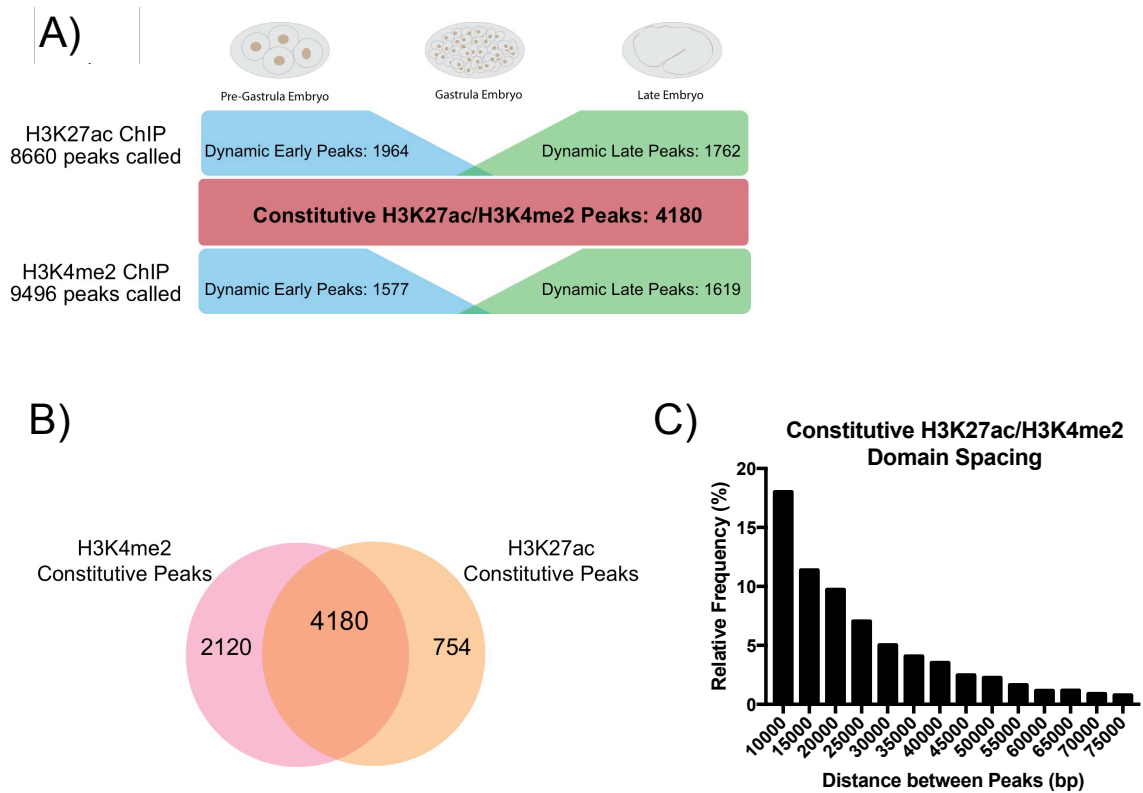 A)
Pre-Gastrula Embryo
Gastrula Embryo
Late Embryo
H3K27ac ChIP
8660 peaks called
Dynamic Early Peaks: 1964
Dynamic Late Peaks: 1762
Constitutive H3K27ac/H3K4me2 Peaks: 4180
H3K4me2 ChIP
9496 peaks called
Dynamic Early Peaks: 1577
Dynamic Late Peaks: 1619
B)
H3K4me2
Constitutive Peaks
H3K27ac
Constitutive Peaks
2120
4180
754
C)
Constitutive H3K27ac/H3K4me2
Domain Spacing
Relative Frequency (%)
20
15
10
5
0
10000
15000
20000
25000
30000
35000
40000
45000
50000
55000
60000
65000
70000
75000
Distance between Peaks (bp)